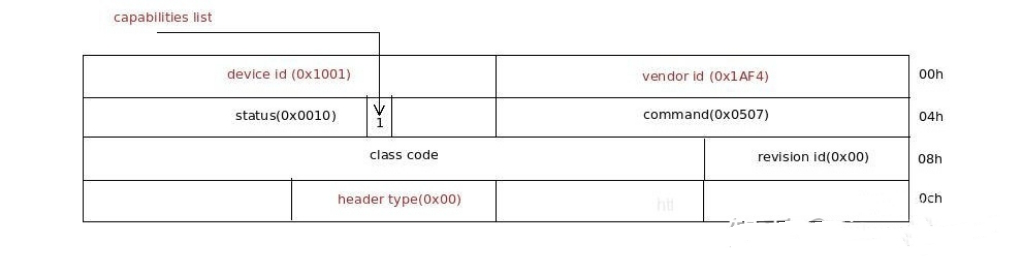 capabilities list
device id (0x1001) vendor id (0x1AF4) 00h
status(0x0010) 1 command(0x0507) 04h
class code revision id(0x00) 08h
header type(0x00) 0ch